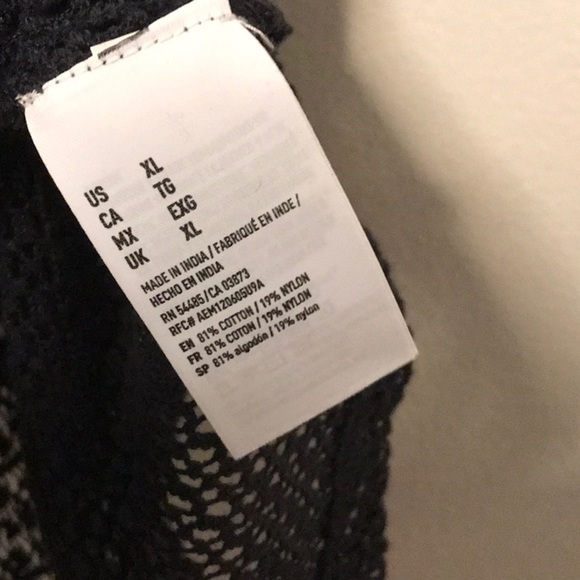 US XL
CA TG
MX EXG
UK XL
MADE IN INDIA / FABRIQUÉ EN INDE /
HECHO EN INDIA
RN 54485/CA 03873
RFC# AEM120605U9A
EN 81% COTTON / 19% NYLON
FR 81% COTON / 19% NYLON
SP 81% algodón / 19% nylon